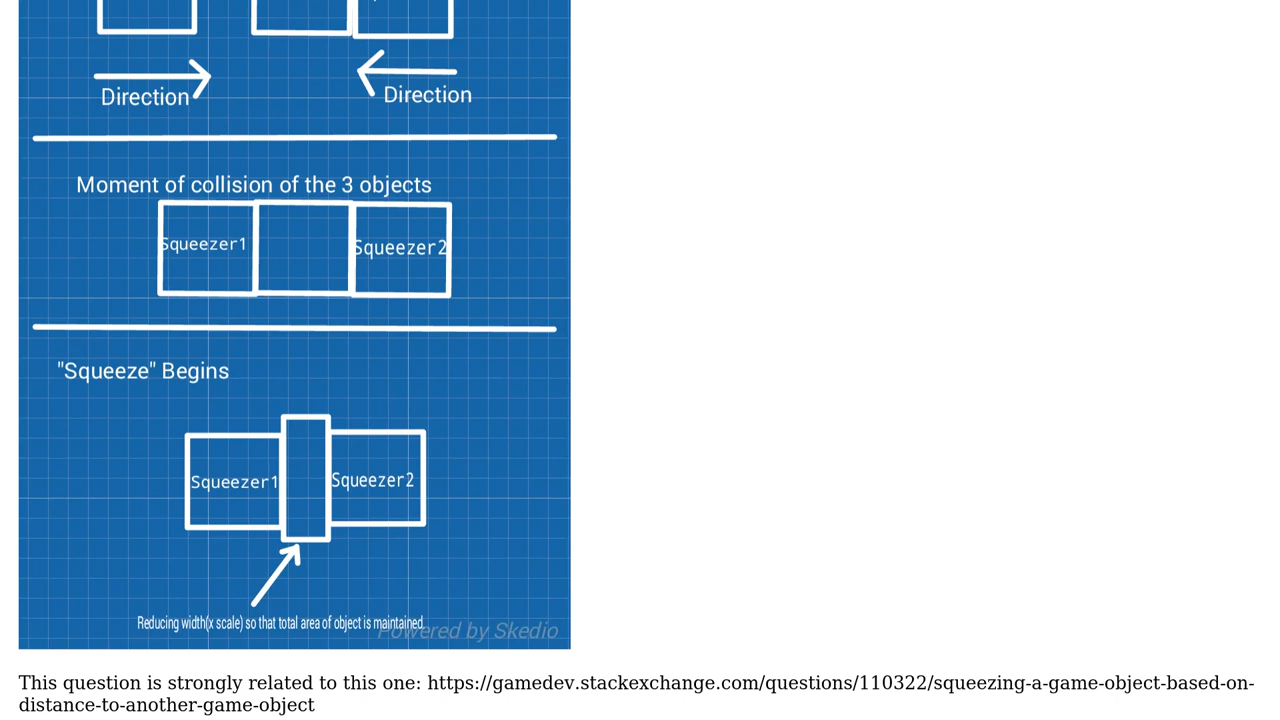 Direction
Direction
Moment of collision of the 3 objects
Squeezer1
Squeezer2
"Squeeze" Begins
Squeezer1
Squeezer2
Reducing width(x scale) so that total area of object is maintained
Powered by Skedio
This question is strongly related to this one: https://gamedev.stackexchange.com/questions/110322/squeezing-a-game-object-based-on-
distance-to-another-game-object